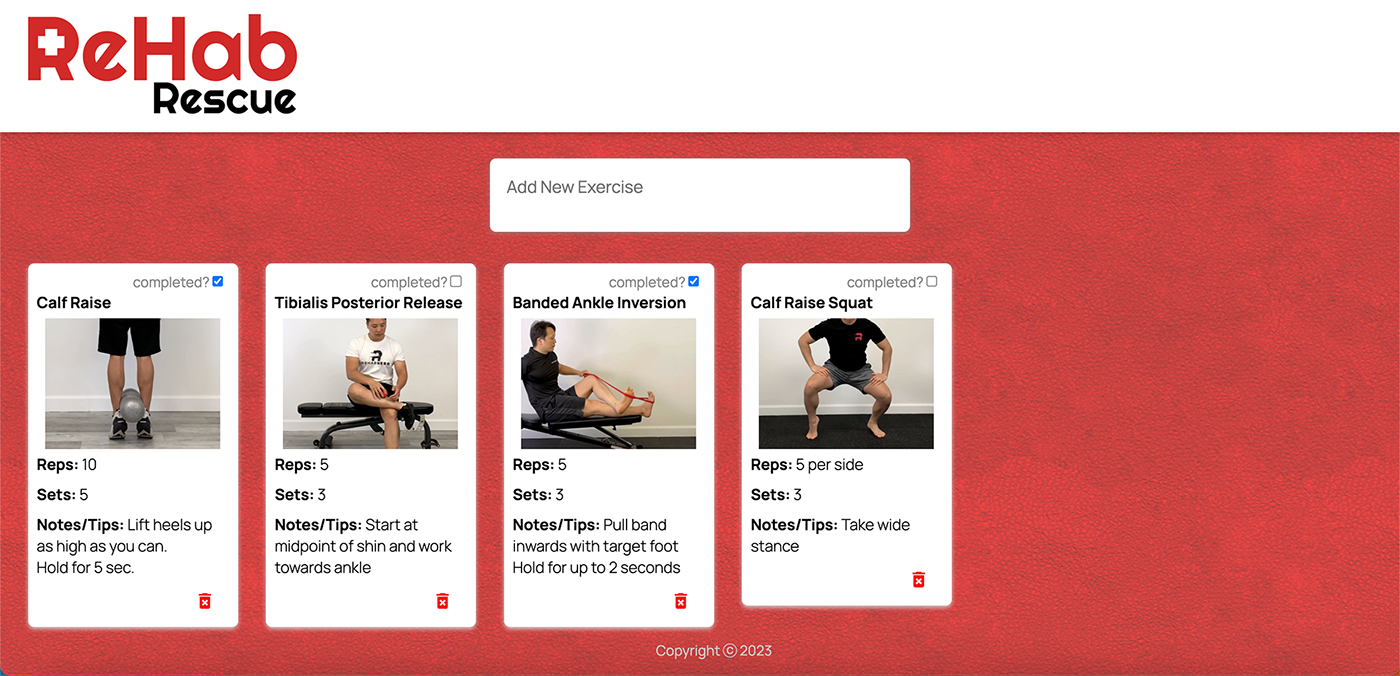 ReHab
Rescue
Add New Exercise
completed?
Calf Raise
Reps: 10
Sets: 5
Notes/Tips: Lift heels up
as high as you can.
Hold for 5 sec.
completed?
Tibialis Posterior Release
Reps: 5
Sets: 3
Notes/Tips: Start at
midpoint of shin and work
towards ankle
completed?
Banded Ankle Inversion
Reps: 5
Sets: 3
Notes/Tips: Pull band
inwards with target foot
Hold for up to 2 seconds
completed?
Calf Raise Squat
Reps: 5 per side
Sets: 3
Notes/Tips: Take wide
stance
Copyright ⓒ 2023